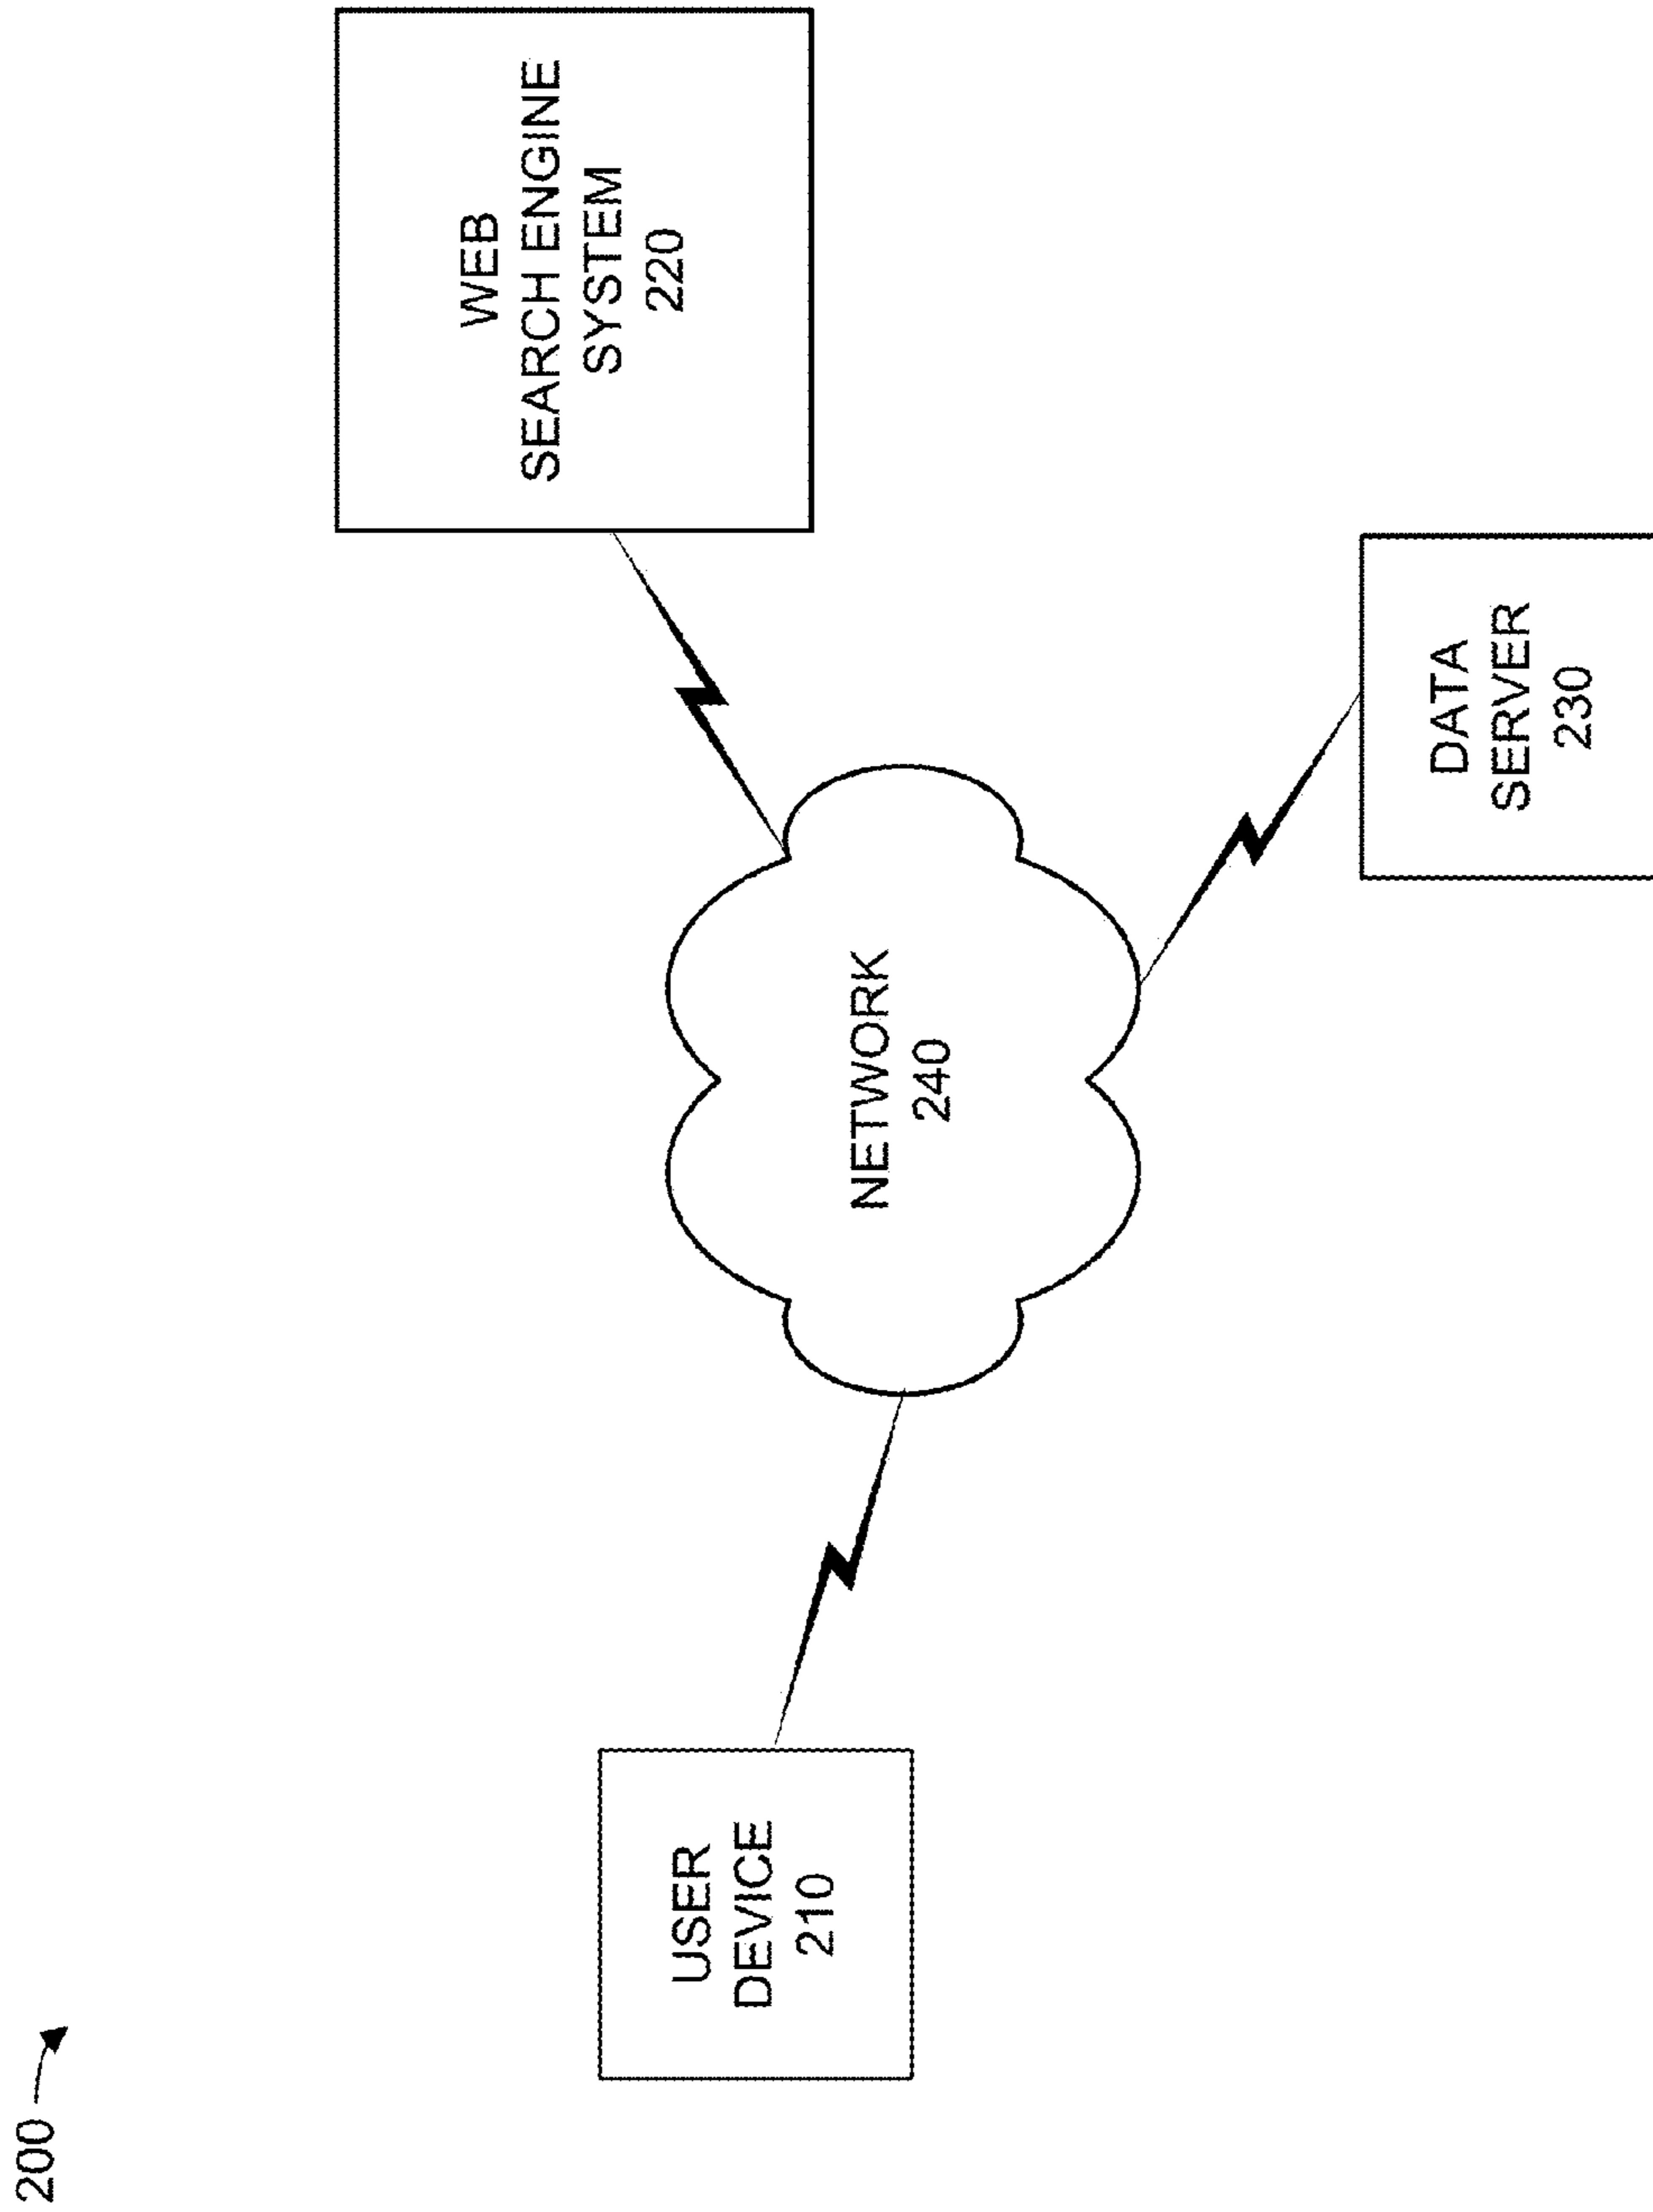 200
WEB
SEARCH ENGINE
SYSTEM
220
USER
DEVICE
210
NETWORK
240
DATA
SERVER
230